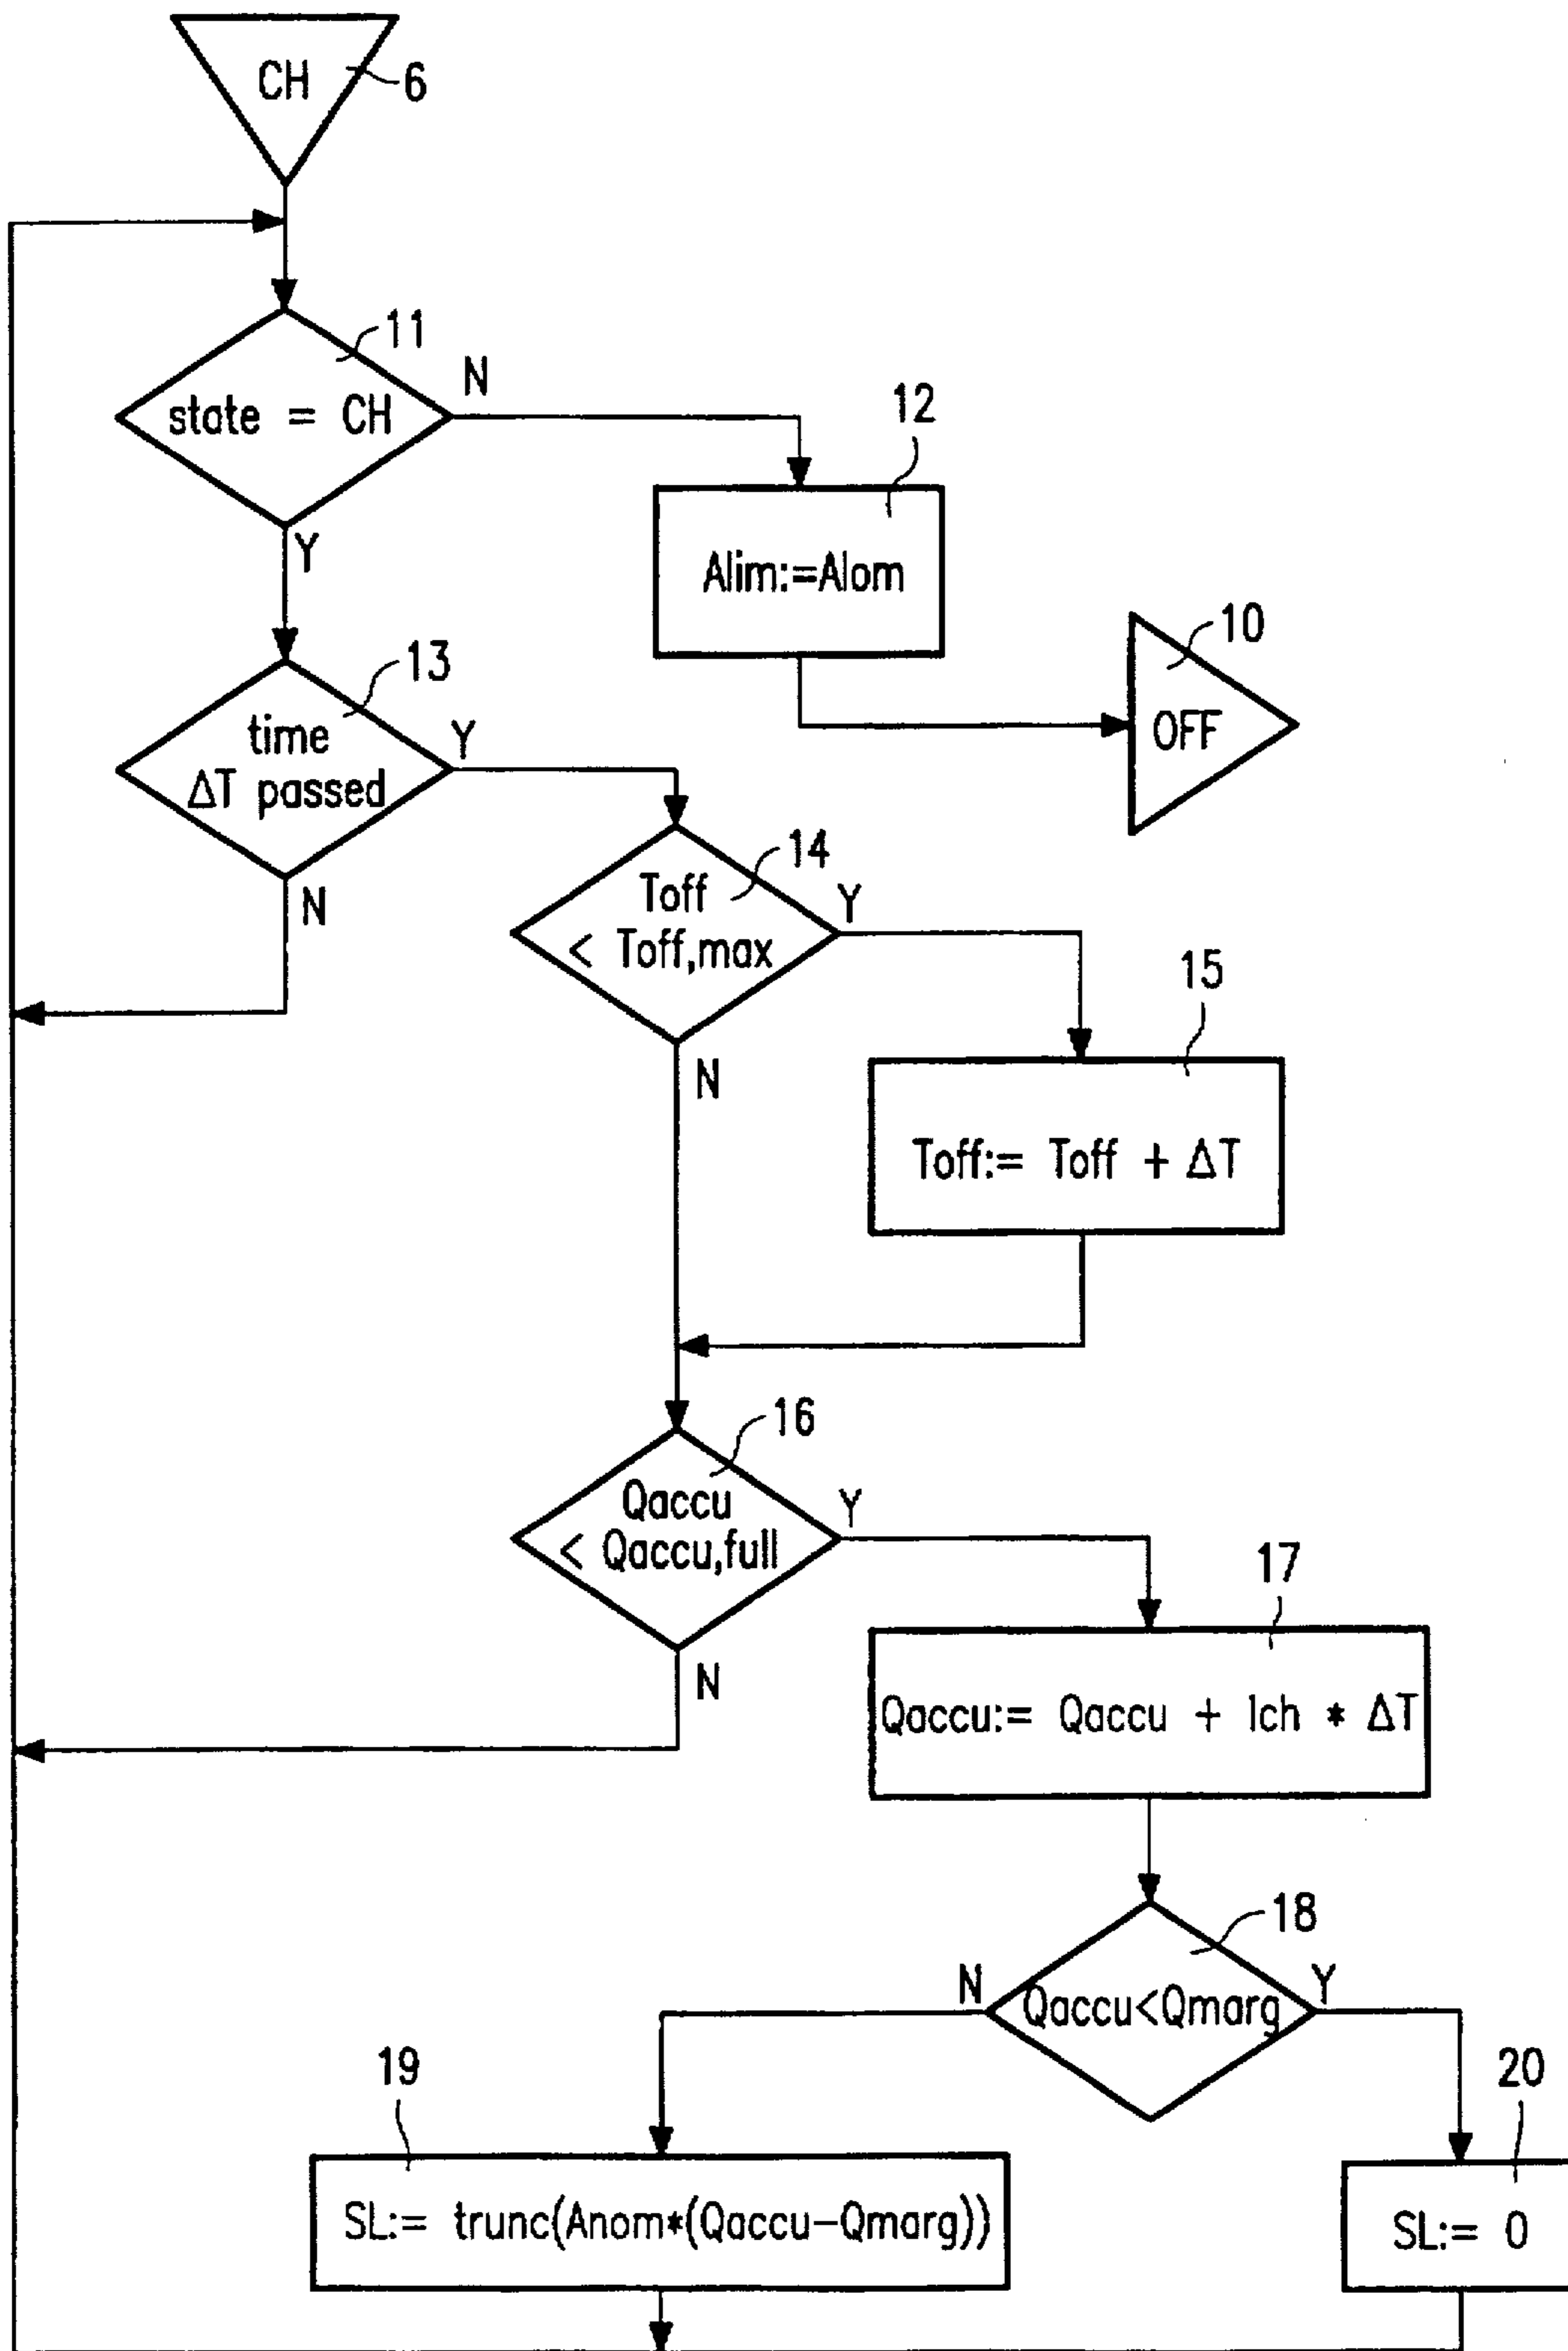 CH
6
11
state = CH
N
Y
12
Alim:=Alom
10
OFF
13
time
ΔT passed
Y
N
14
Toff
< Toff,max
Y
N
15
Toff:= Toff + ΔT
16
Qaccu
< Qaccu,full
Y
N
17
Qaccu:= Qaccu + Ich * ΔT
18
N
Qaccu<Qmarg
Y
19
SL:= trunc(Anom*(Qaccu-Qmarg))
20
SL:= 0